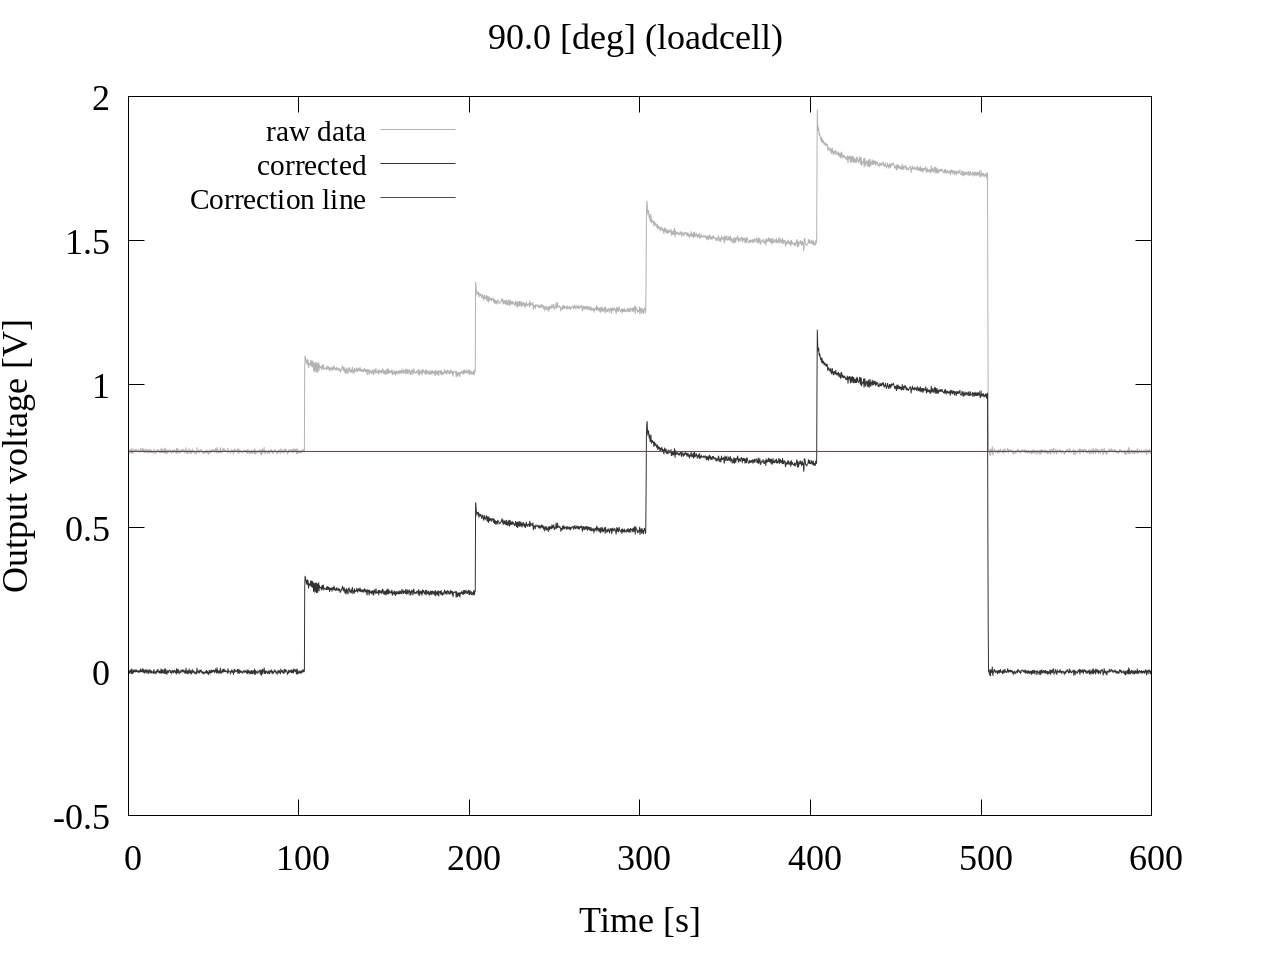 90.0 [deg] (loadcell)
2
1.5
1
0.5
0
-0.5
raw data
corrected
Correction line
Output voltage [V]
0 100 200 300 400 500 600
Time [s]